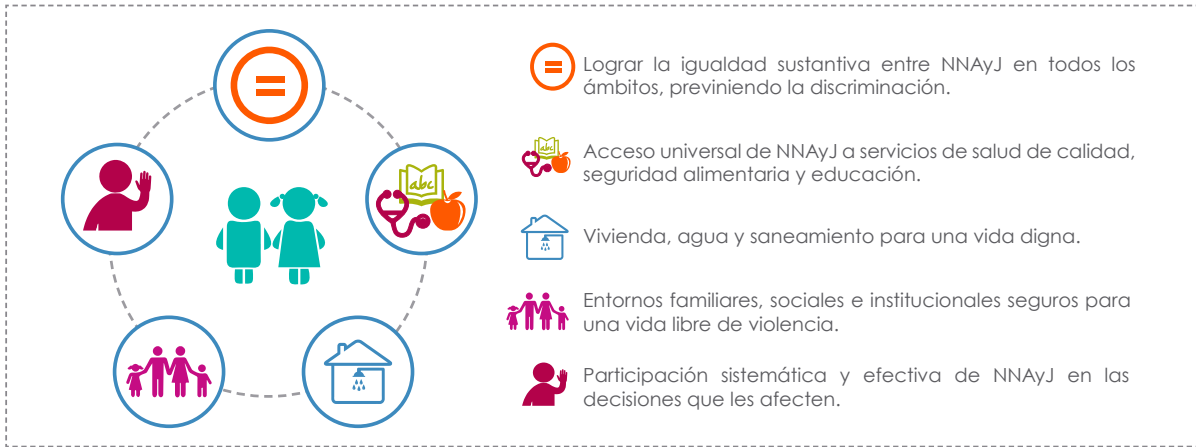 =
abc
= Lograr la igualdad sustantiva entre NNAyJ en todos los
ámbitos, previniendo la discriminación.
abc
Acceso universal de NNAyJ a servicios de salud de calidad,
seguridad alimentaria y educación.
Vivienda, agua y saneamiento para una vida digna.
Entornos familiares, sociales e institucionales seguros para
una vida libre de violencia.
Participación sistemática y efectiva de NNAyJ en las
decisiones que les afecten.